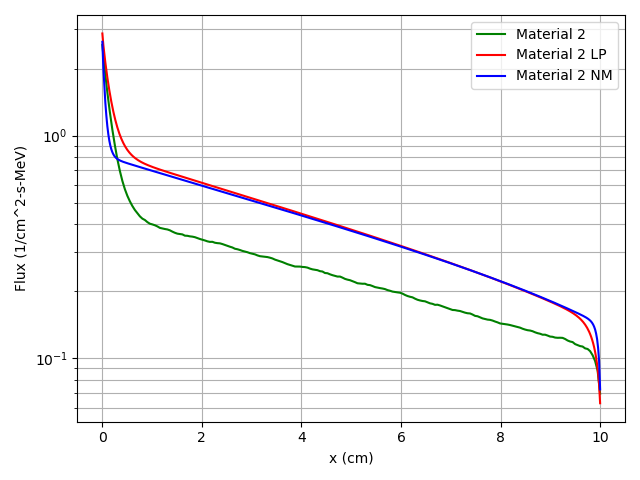 Material 2
Material 2 LP
Material 2 NM
Flux (1/cm^2-s-MeV)
10^0
10^-1
0 2 4 6 8 10
x (cm)